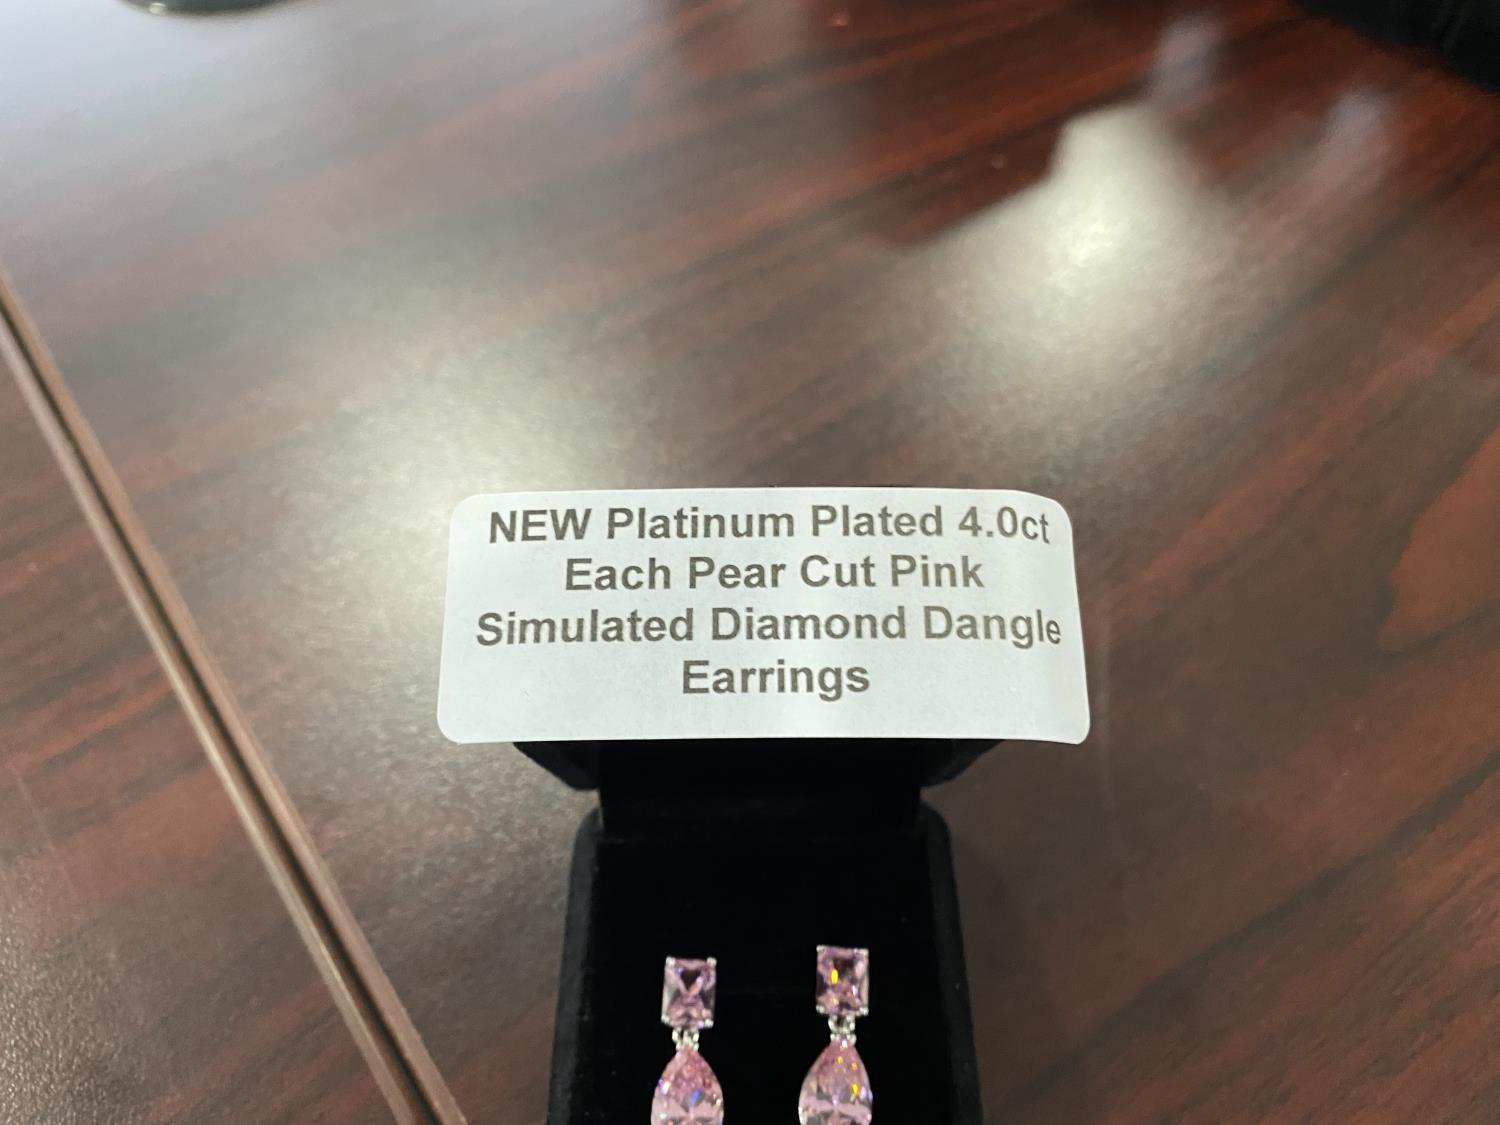 NEW Platinum Plated 4.0ct
Each Pear Cut Pink
Simulated Diamond Dangle
Earrings